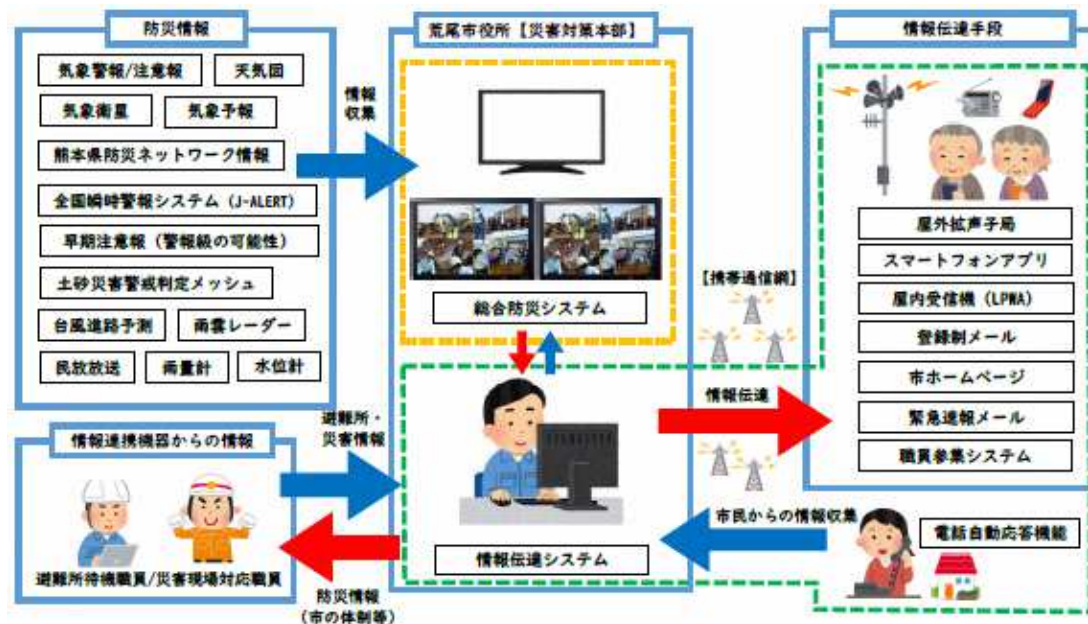 防災情報
気象警報/注意報
天気図
気象衛星
気象予報
熊本県防災ネットワーク情報
全国瞬時警報システム（J-ALERT）
早期注意報（警報級の可能性）
土砂災害警戒判定メッシュ
台風進路予測
雨雲レーダー
民放放送
雨量計
水位計
情報
収集
荒尾市役所【災害対策本部】
総合防災システム
情報伝達システム
情報連携機器からの情報
避難所待機職員/災害現場対応職員
避難所・
災害情報
防災情報
（市の体制等）
【携帯通信網】
情報伝達
市民からの情報収集
情報伝達手段
屋外拡声子局
スマートフォンアプリ
屋内受信機（LPWA）
登録制メール
市ホームページ
緊急速報メール
職員参集システム
電話自動応答機能